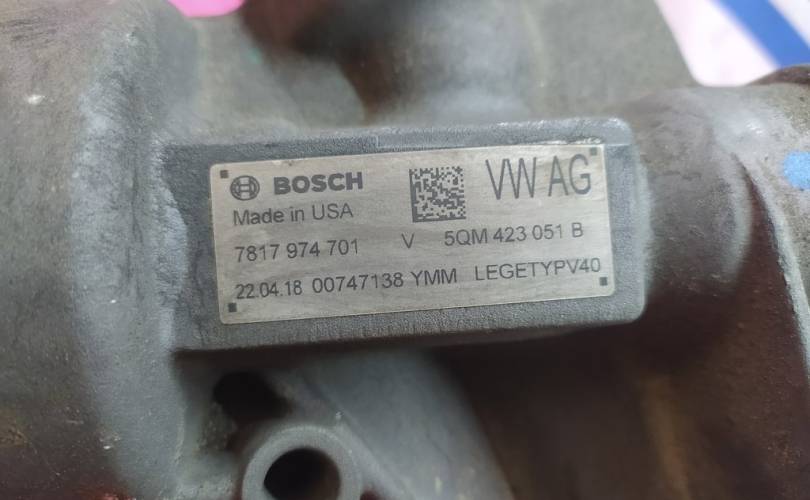 BOSCH VW AG
Made in USA
7817 974 701 V 5QM 423 051 B
22.04.18 00747138 YMM LEGETYPV40